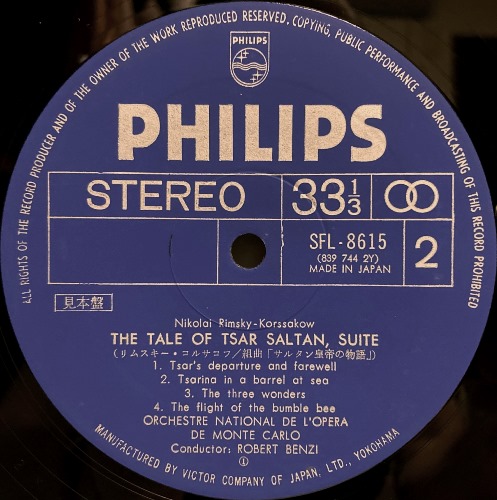 ALL RIGHTS OF THE RECORD PRODUCER AND OF THE OWNER OF THE WORK REPRODUCED RESERVED. COPYING, PUBLIC PERFORMANCE AND BROADCASTING OF THIS RECORD PROHIBITED
PHILIPS
PHILIPS
STEREO 33 1/3
SFL-8615
(839 744 2Y)
MADE IN JAPAN
2
見本盤
Nikolai Rimsky-Korssakow
THE TALE OF TSAR SALTAN, SUITE
(リムスキー・コルサコフ/組曲「サルタン皇帝の物語」)
1. Tsar's departure and farewell
2. Tsarina in a barrel at sea
3. The three wonders
4. The flight of the bumble bee
ORCHESTRE NATIONAL DE L'OPERA
DE MONTE CARLO
Conductor: ROBERT BENZI
MANUFACTURED BY VICTOR COMPANY OF JAPAN, LTD., YOKOHAMA